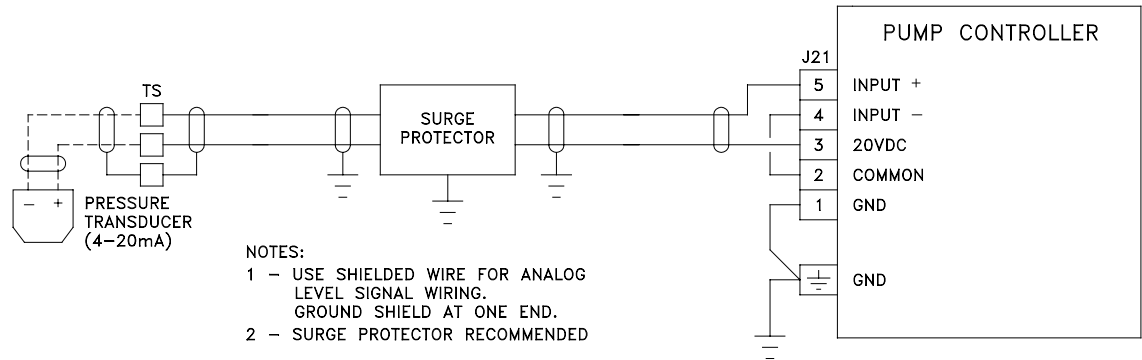 PUMP CONTROLLER
J21
5 INPUT +
4 INPUT -
3 20VDC
2 COMMON
1 GND
GND
TS
SURGE
PROTECTOR
- +
PRESSURE
TRANSDUCER
(4-20mA)
NOTES:
1 - USE SHIELDED WIRE FOR ANALOG
LEVEL SIGNAL WIRING.
GROUND SHIELD AT ONE END.
2 - SURGE PROTECTOR RECOMMENDED